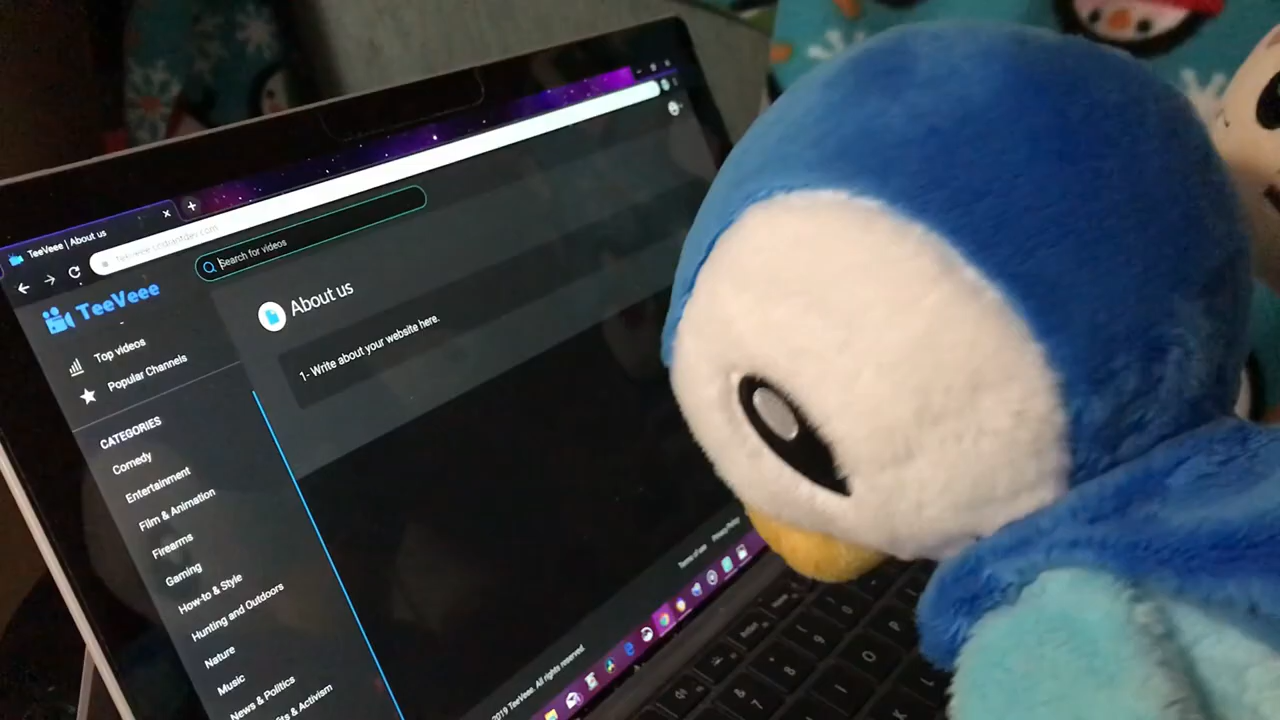 TeeVeee | About us
TeeVeee
Search for videos
Top videos
Popular Channels
About us
1- Write about your website here.
CATEGORIES
Comedy
Entertainment
Film & Animation
Firearms
Gaming
How-to & Style
Hunting and Outdoors
Nature
Music
News & Politics
& Activism
2019 TeeVeee. All rights reserved.
Terms of use Privacy Policy